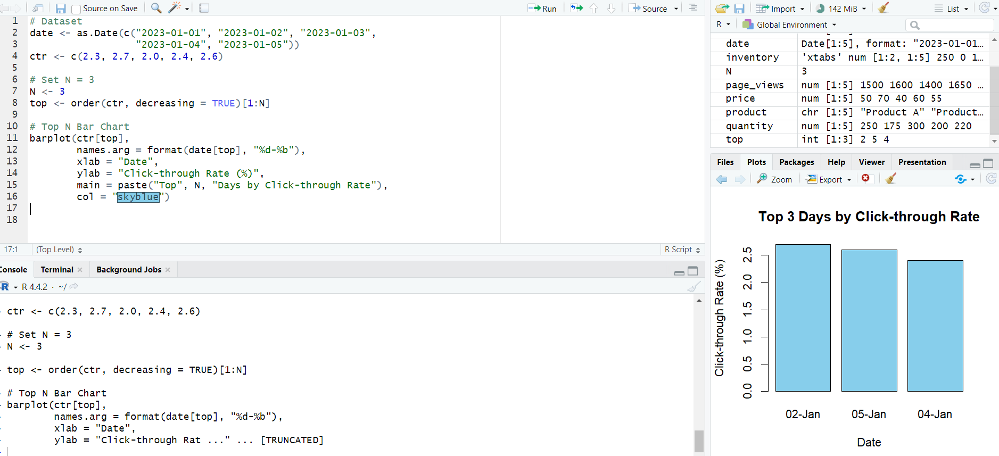 Source on Save
Run
Source
1 # Dataset
2 date <- as.Date(c("2023-01-01", "2023-01-02", "2023-01-03",
3 "2023-01-04", "2023-01-05"))
4 ctr <- c(2.3, 2.7, 2.0, 2.4, 2.6)
5
6 # Set N = 3
7 N <- 3
8 top <- order(ctr, decreasing = TRUE)[1:N]
9
10 # Top N Bar Chart
11 barplot(ctr[top],
12 names.arg = format(date[top], "%d-%b"),
13 xlab = "Date",
14 ylab = "Click-through Rate (%)",
15 main = paste("Top", N, "Days by Click-through Rate"),
16 col = "skyblue")
17
18
17:1 (Top Level) R Script
Console Terminal Background Jobs
R R 4.4.2 · ~/
ctr <- c(2.3, 2.7, 2.0, 2.4, 2.6)
# Set N = 3
N <- 3
top <- order(ctr, decreasing = TRUE)[1:N]
# Top N Bar Chart
barplot(ctr[top],
names.arg = format(date[top], "%d-%b"),
xlab = "Date",
ylab = "Click-through Rat ..." ... [TRUNCATED]
Import 142 MiB List
R Global Environment
date Date[1:5], format: "2023-01-01…
inventory 'xtabs' num [1:2, 1:5] 250 0 1…
N 3
page_views num [1:5] 1500 1600 1400 1650 …
price num [1:5] 50 70 40 60 55
product chr [1:5] "Product A" "Product…
quantity num [1:5] 250 175 300 200 220
top int [1:3] 2 5 4
Files Plots Packages Help Viewer Presentation
Zoom Export
Top 3 Days by Click-through Rate
Click-through Rate (%)
2.5
2.0
1.5
1.0
0.5
0.0
02-Jan 05-Jan 04-Jan
Date